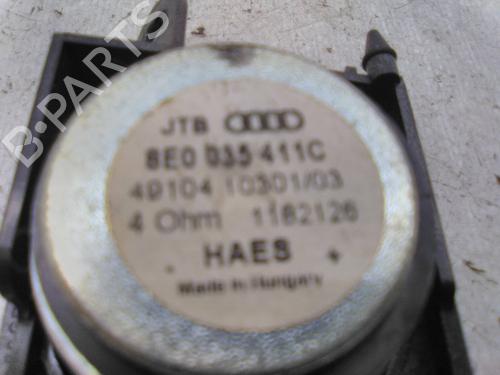 B-PARTS
JTB
8E0 035 411C
49104 10301/03
4 Ohm 1182126
- HAES +
Made in Hungary